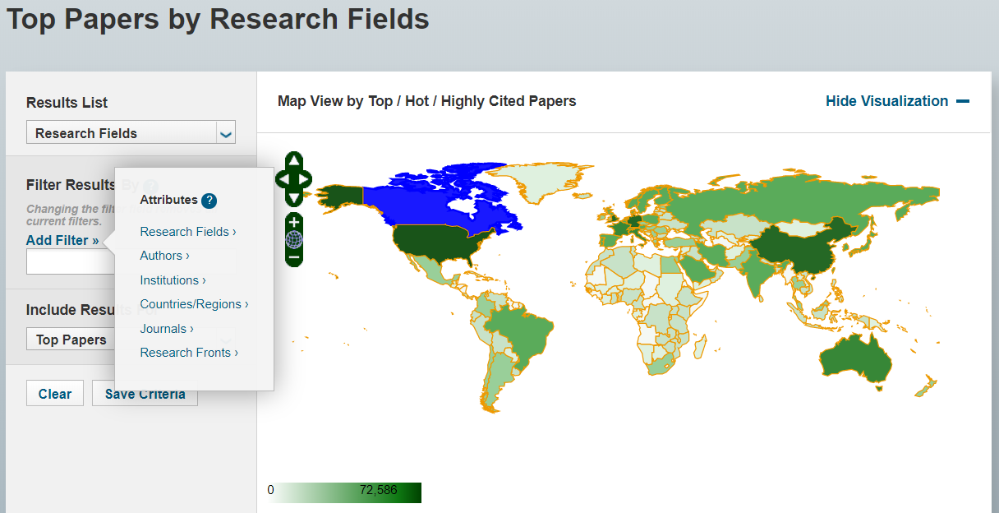 Top Papers by Research Fields
Results List
Research Fields
Filter Results By ?
Changing the filt
current filters.
Add Filter »
Include Results For
Top Papers
Clear
Save Criteria
Attributes ?
Research Fields ›
Authors ›
Institutions ›
Countries/Regions ›
Journals ›
Research Fronts ›
Map View by Top / Hot / Highly Cited Papers
Hide Visualization
0
72,586